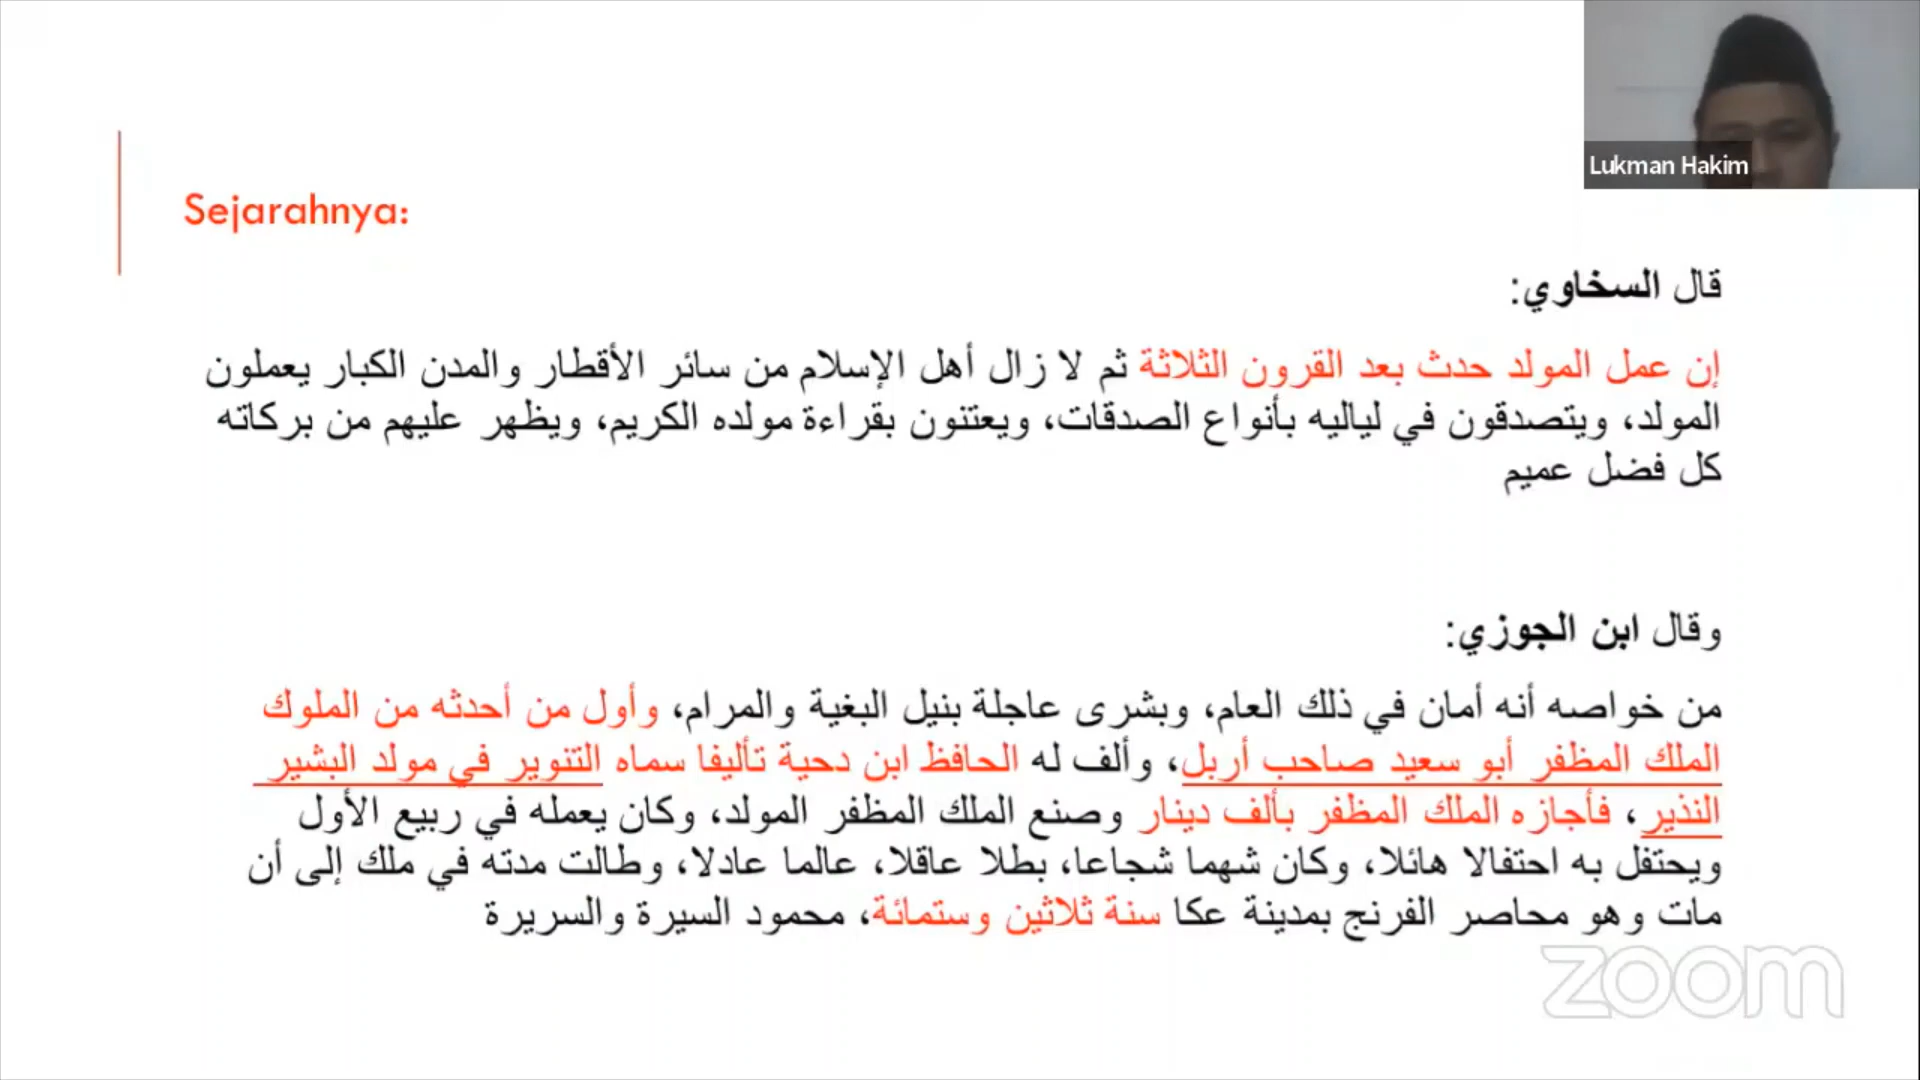 Lukman Hakim
Sejarahnya:
قال السخاوي:
إن عمل المولد حدث بعد القرون الثلاثة ثم لا زال أهل الإسلام من سائر الأقطار والمدن الكبار يعملون
المولد، ويتصدقون في لياليه بأنواع الصدقات، ويعتنون بقراءة مولده الكريم، ويظهر عليهم من بركاته
كل فضل عميم
وقال ابن الجوزي:
من خواصه أنه أمان في ذلك العام، وبشرى عاجلة بنيل البغية والمرام، وأول من أحدثه من الملوك
الملك المظفر أبو سعيد صاحب أربل، وألف له الحافظ ابن دحية تأليفا سماه التنوير في مولد البشير
النذير، فأجازه الملك المظفر بألف دينار وصنع الملك المظفر المولد، وكان يعمله في ربيع الأول
ويحتفل به احتفالا هائلا، وكان شهما شجاعا، بطلا عاقلا، عالما عادلا، وطالت مدته في ملك إلى أن
مات وهو محاصر الفرنج بمدينة عكا سنة ثلاثين وستمائة، محمود السيرة والسريرة
zoom